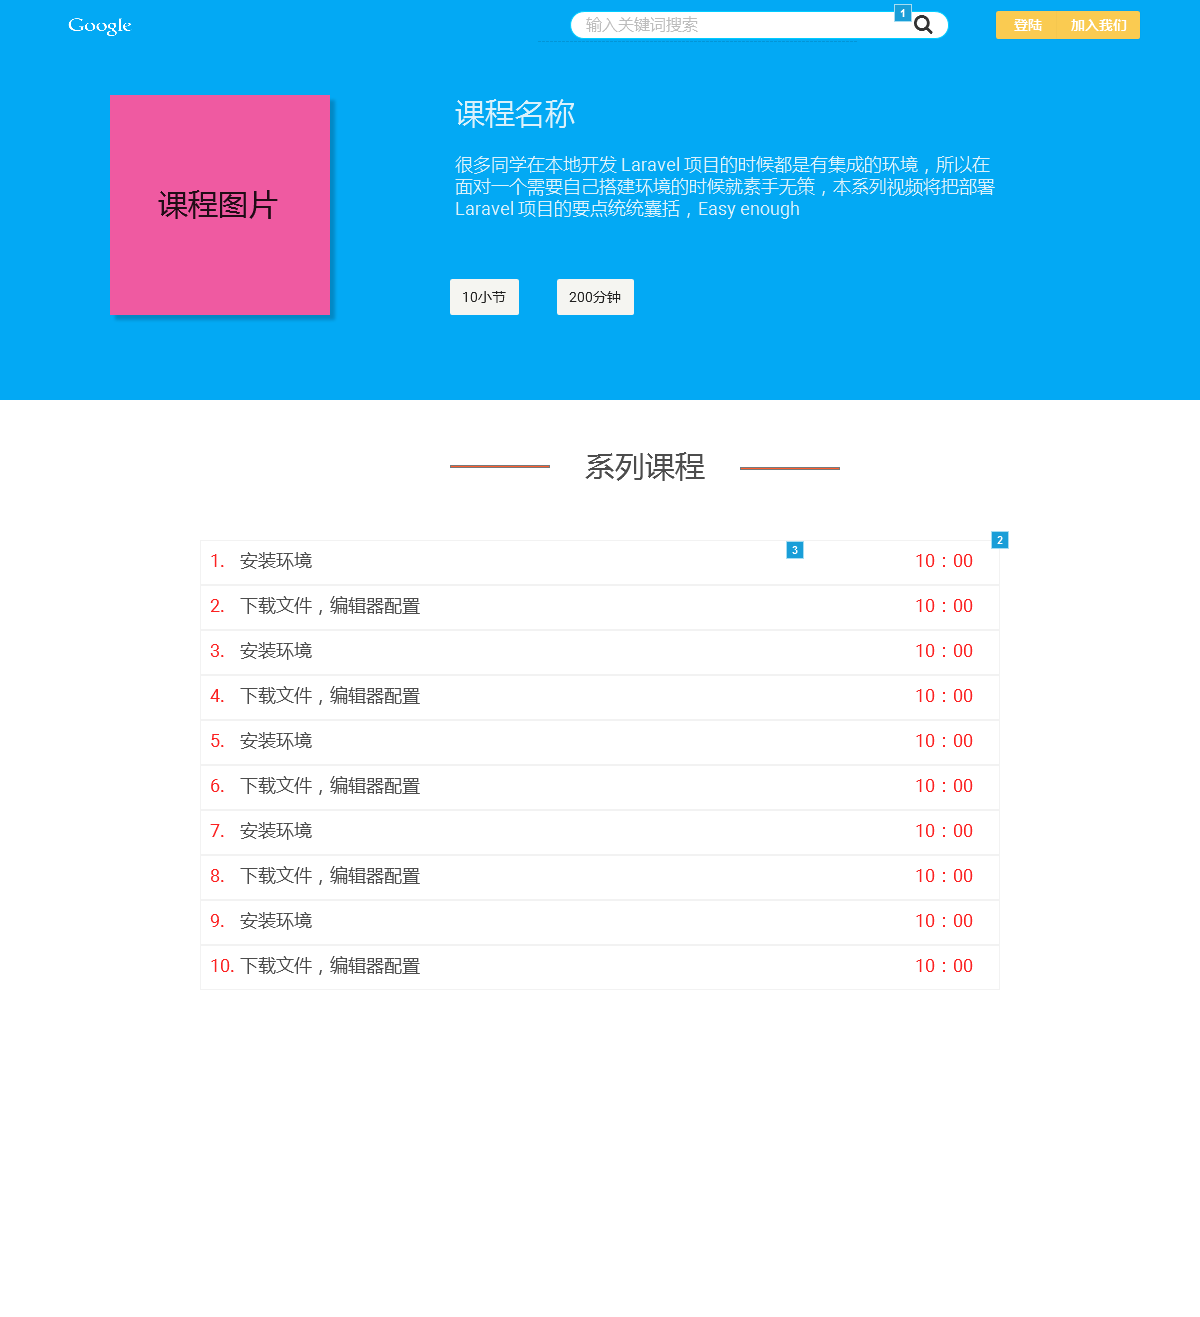 Google
输入关键词搜索
1
登陆
加入我们
课程图片
课程名称
很多同学在本地开发 Laravel 项目的时候都是有集成的环境，所以在
面对一个需要自己搭建环境的时候就素手无策，本系列视频将把部署
Laravel 项目的要点统统囊括，Easy enough
10小节
200分钟
系列课程
3
2
1. 安装环境 10：00
2. 下载文件，编辑器配置 10：00
3. 安装环境 10：00
4. 下载文件，编辑器配置 10：00
5. 安装环境 10：00
6. 下载文件，编辑器配置 10：00
7. 安装环境 10：00
8. 下载文件，编辑器配置 10：00
9. 安装环境 10：00
10. 下载文件，编辑器配置 10：00